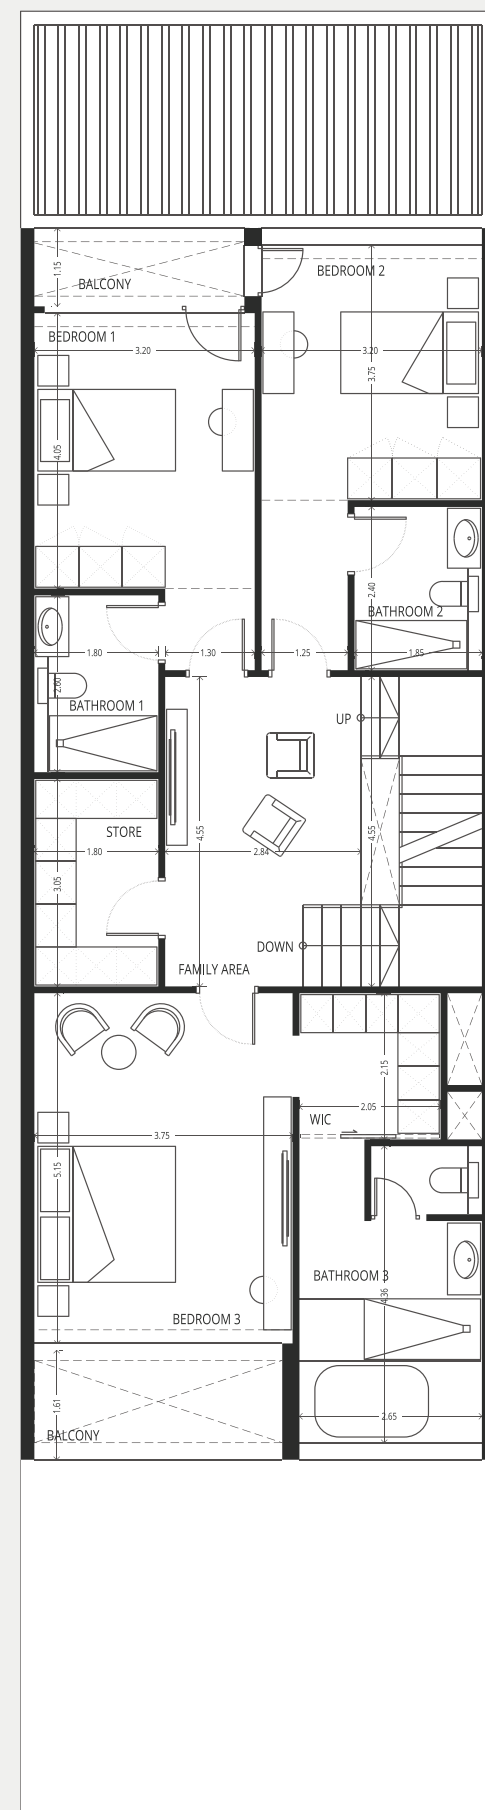 1.15
BEDROOM 2
BALCONY
BEDROOM 1
3.20
3.20
3.75
4.05
2.40
BATHROOM 2
1.80
1.30
1.25
1.85
2.60
BATHROOM 1
UP
STORE
4.55
4.55
1.80
2.84
3.05
DOWN
FAMILY AREA
2.15
2.05
WIC
3.75
5.15
BATHROOM 3
4.36
BEDROOM 3
1.61
2.65
BALCONY